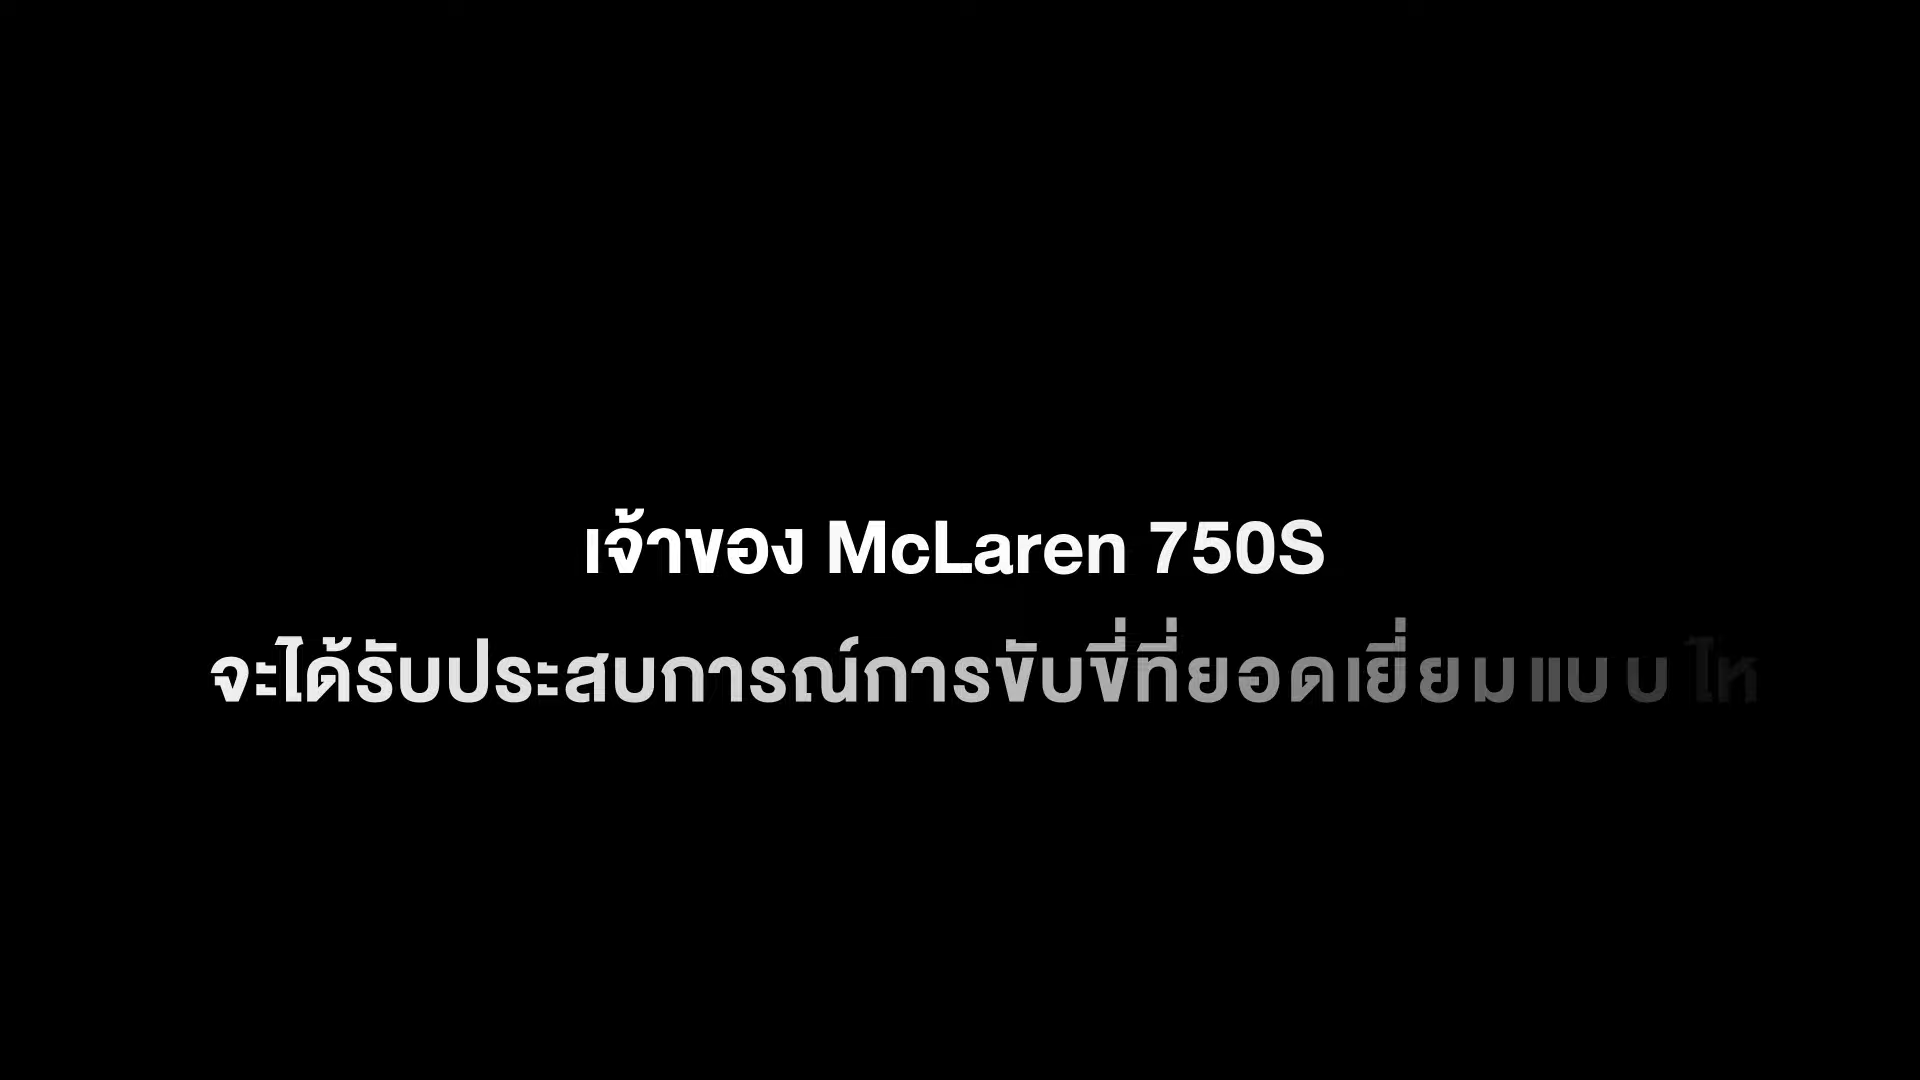 เจ้าของ McLaren 750S
จะได้รับประสบการณ์การขับขี่ที่ยอดเยี่ยมแบบไห